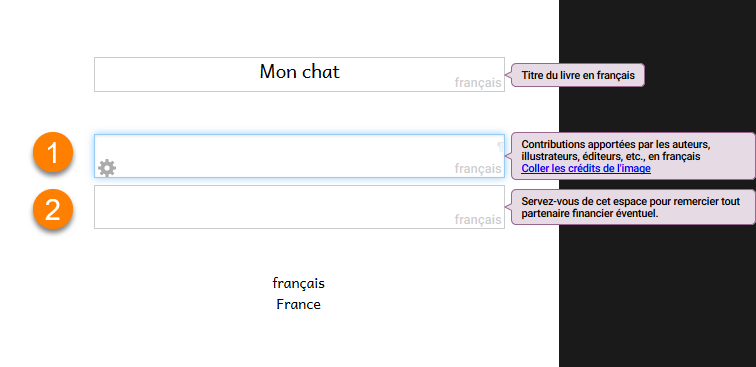 Mon chat
français
Titre du livre en français
1
¶
français
Contributions apportées par les auteurs,
illustrateurs, éditeurs, etc., en français
Coller les crédits de l'image
2
français
Servez-vous de cet espace pour remercier tout
partenaire financier éventuel.
français
France